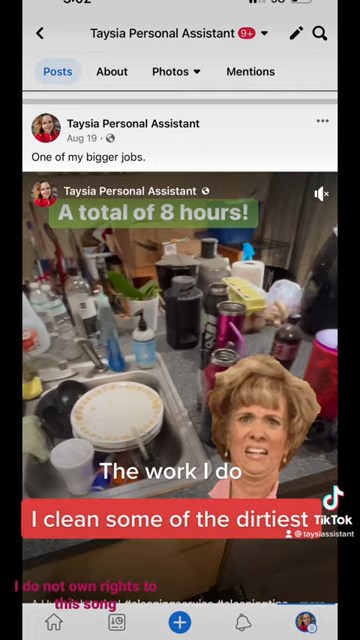 Taysia Personal Assistant 9+
Posts About Photos Mentions
Taysia Personal Assistant
Aug 19
One of my bigger jobs.
Taysia Personal Assistant
A total of 8 hours!
The work I do
I clean some of the dirtiest
TikTok
@taysiassistant
I do not own rights to
this song